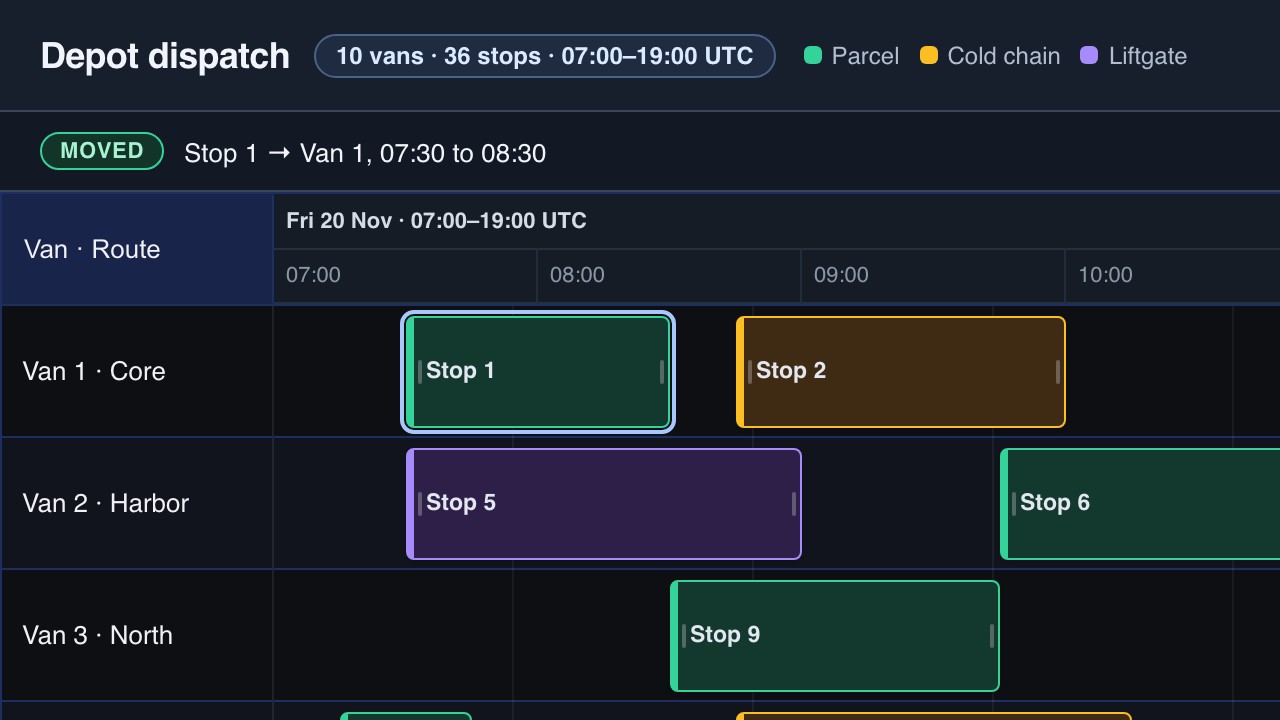 Depot dispatch
10 vans · 36 stops · 07:00–19:00 UTC
Parcel
Cold chain
Liftgate
MOVED
Stop 1 → Van 1, 07:30 to 08:30
Van · Route
Fri 20 Nov · 07:00–19:00 UTC
07:00
08:00
09:00
10:00
Van 1 · Core
Stop 1
Stop 2
Van 2 · Harbor
Stop 5
Stop 6
Van 3 · North
Stop 9